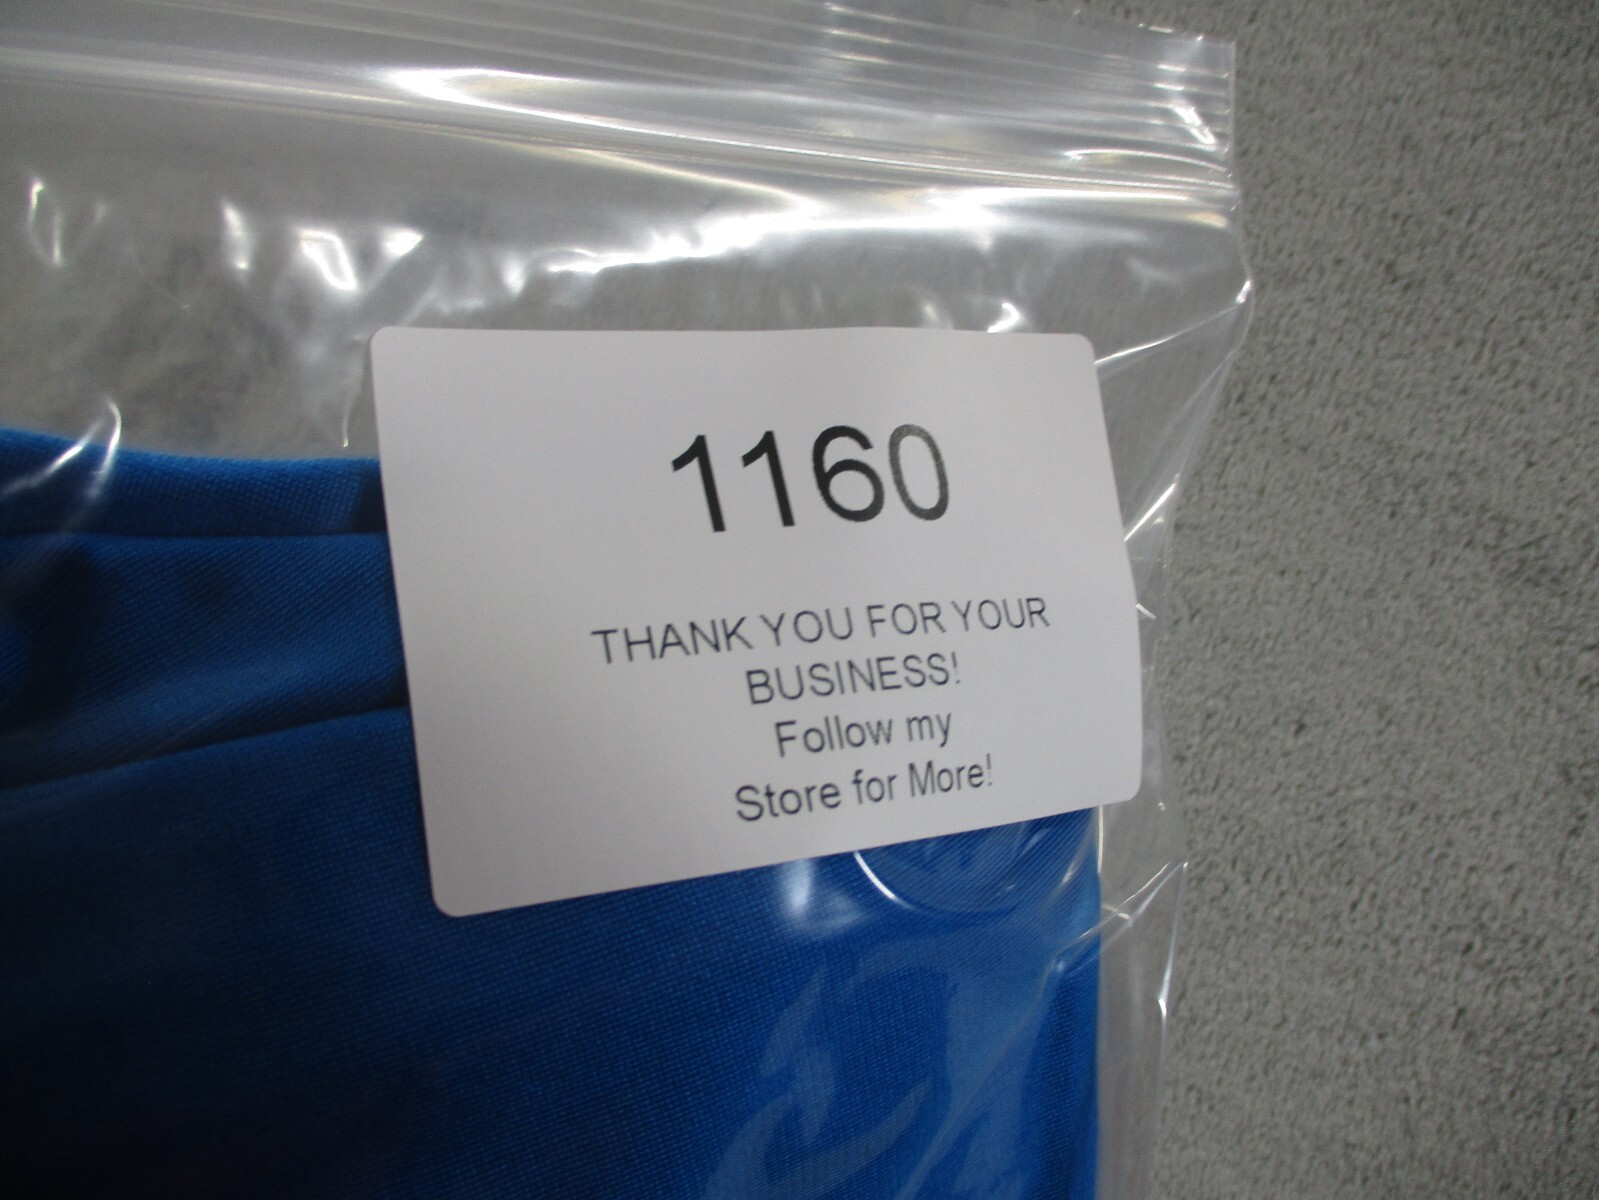 1160
THANK YOU FOR YOUR
BUSINESS!
Follow my
Store for More!